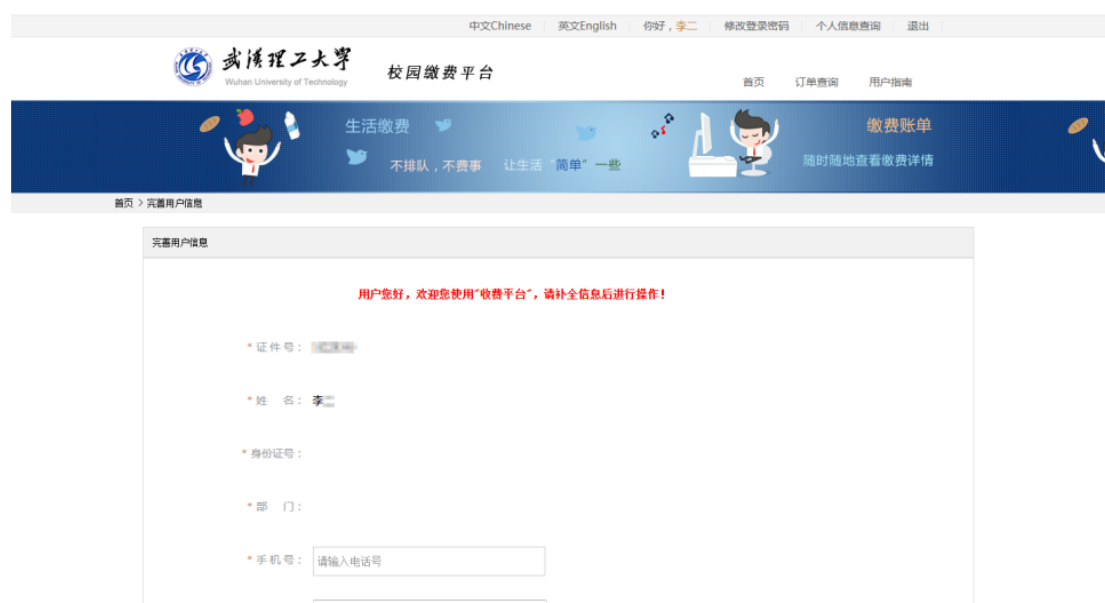 中文Chinese 英文English 你好，李二 修改登录密码 个人信息查询 退出
武汉理工大学
Wuhan University of Technology
校园缴费平台
首页 订单查询 用户指南
生活缴费
不排队，不费事 让生活“简单”一些
缴费账单
随时随地查看缴费详情
首页 > 完善用户信息
完善用户信息
用户您好，欢迎您使用"收费平台"，请补全信息后进行操作！
*证件号：
*姓 名： 李
*身份证号：
*部 门：
*手机号： 请输入电话号